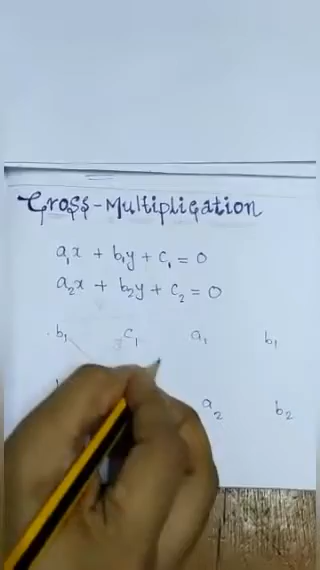 Cross-Multiplication
a₁x + b₁y + c₁ = 0
a₂x + b₂y + c₂ = 0
b₁ c₁ a₁ b₁
a₂ b₂